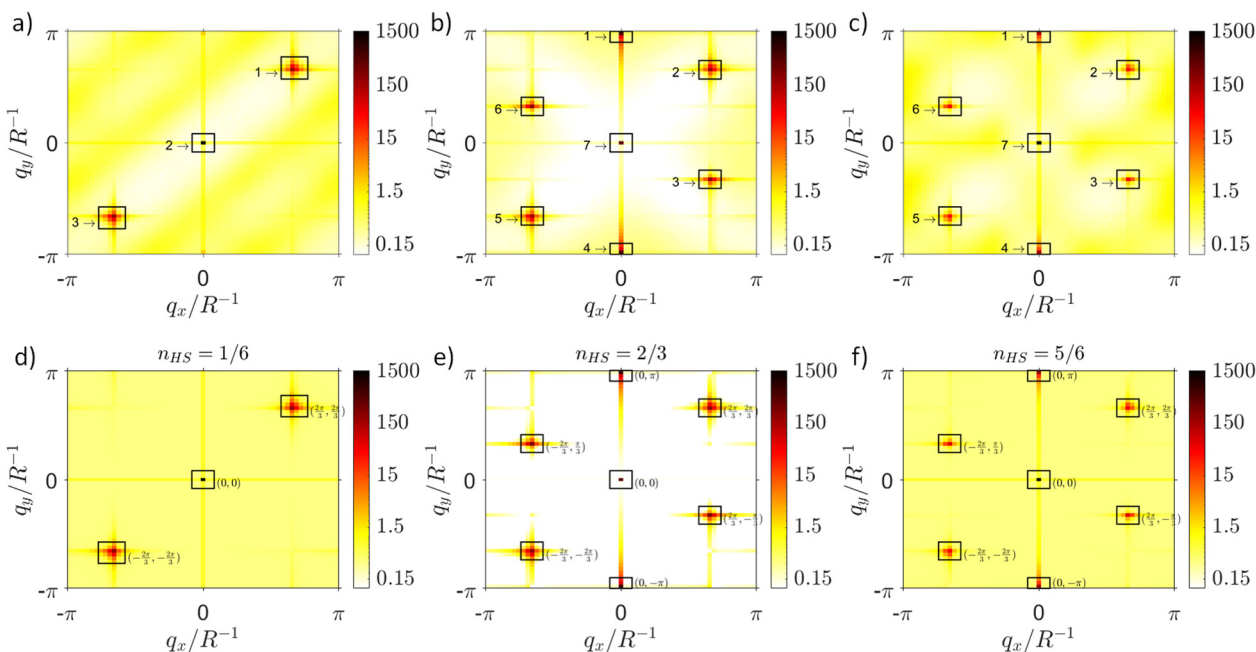 a)
b)
c)
π
0
-π
-π
0
π
q_y/R^{-1}
q_x/R^{-1}
1 →
2 →
3 →
1500
150
15
1.5
0.15
π
0
-π
-π
0
π
q_y/R^{-1}
q_x/R^{-1}
1 →
2 →
6 →
7 →
3 →
5 →
4 →
1500
150
15
1.5
0.15
π
0
-π
-π
0
π
q_y/R^{-1}
q_x/R^{-1}
1 →
2 →
6 →
7 →
3 →
5 →
4 →
1500
150
15
1.5
0.15
d)
n_{HS} = 1/6
π
0
-π
-π
0
π
q_y/R^{-1}
q_x/R^{-1}
(2π/3, 2π/3)
(0, 0)
(-2π/3, -2π/3)
1500
150
15
1.5
0.15
e)
n_{HS} = 2/3
π
0
-π
-π
0
π
q_y/R^{-1}
q_x/R^{-1}
(0, π)
(2π/3, 2π/3)
(-2π/3, π/3)
(0, 0)
(2π/3, -π/3)
(-2π/3, -2π/3)
(0, -π)
1500
150
15
1.5
0.15
f)
n_{HS} = 5/6
π
0
-π
-π
0
π
q_y/R^{-1}
q_x/R^{-1}
(0, π)
(2π/3, 2π/3)
(-2π/3, π/3)
(0, 0)
(2π/3, -π/3)
(-2π/3, -2π/3)
(0, -π)
1500
150
15
1.5
0.15